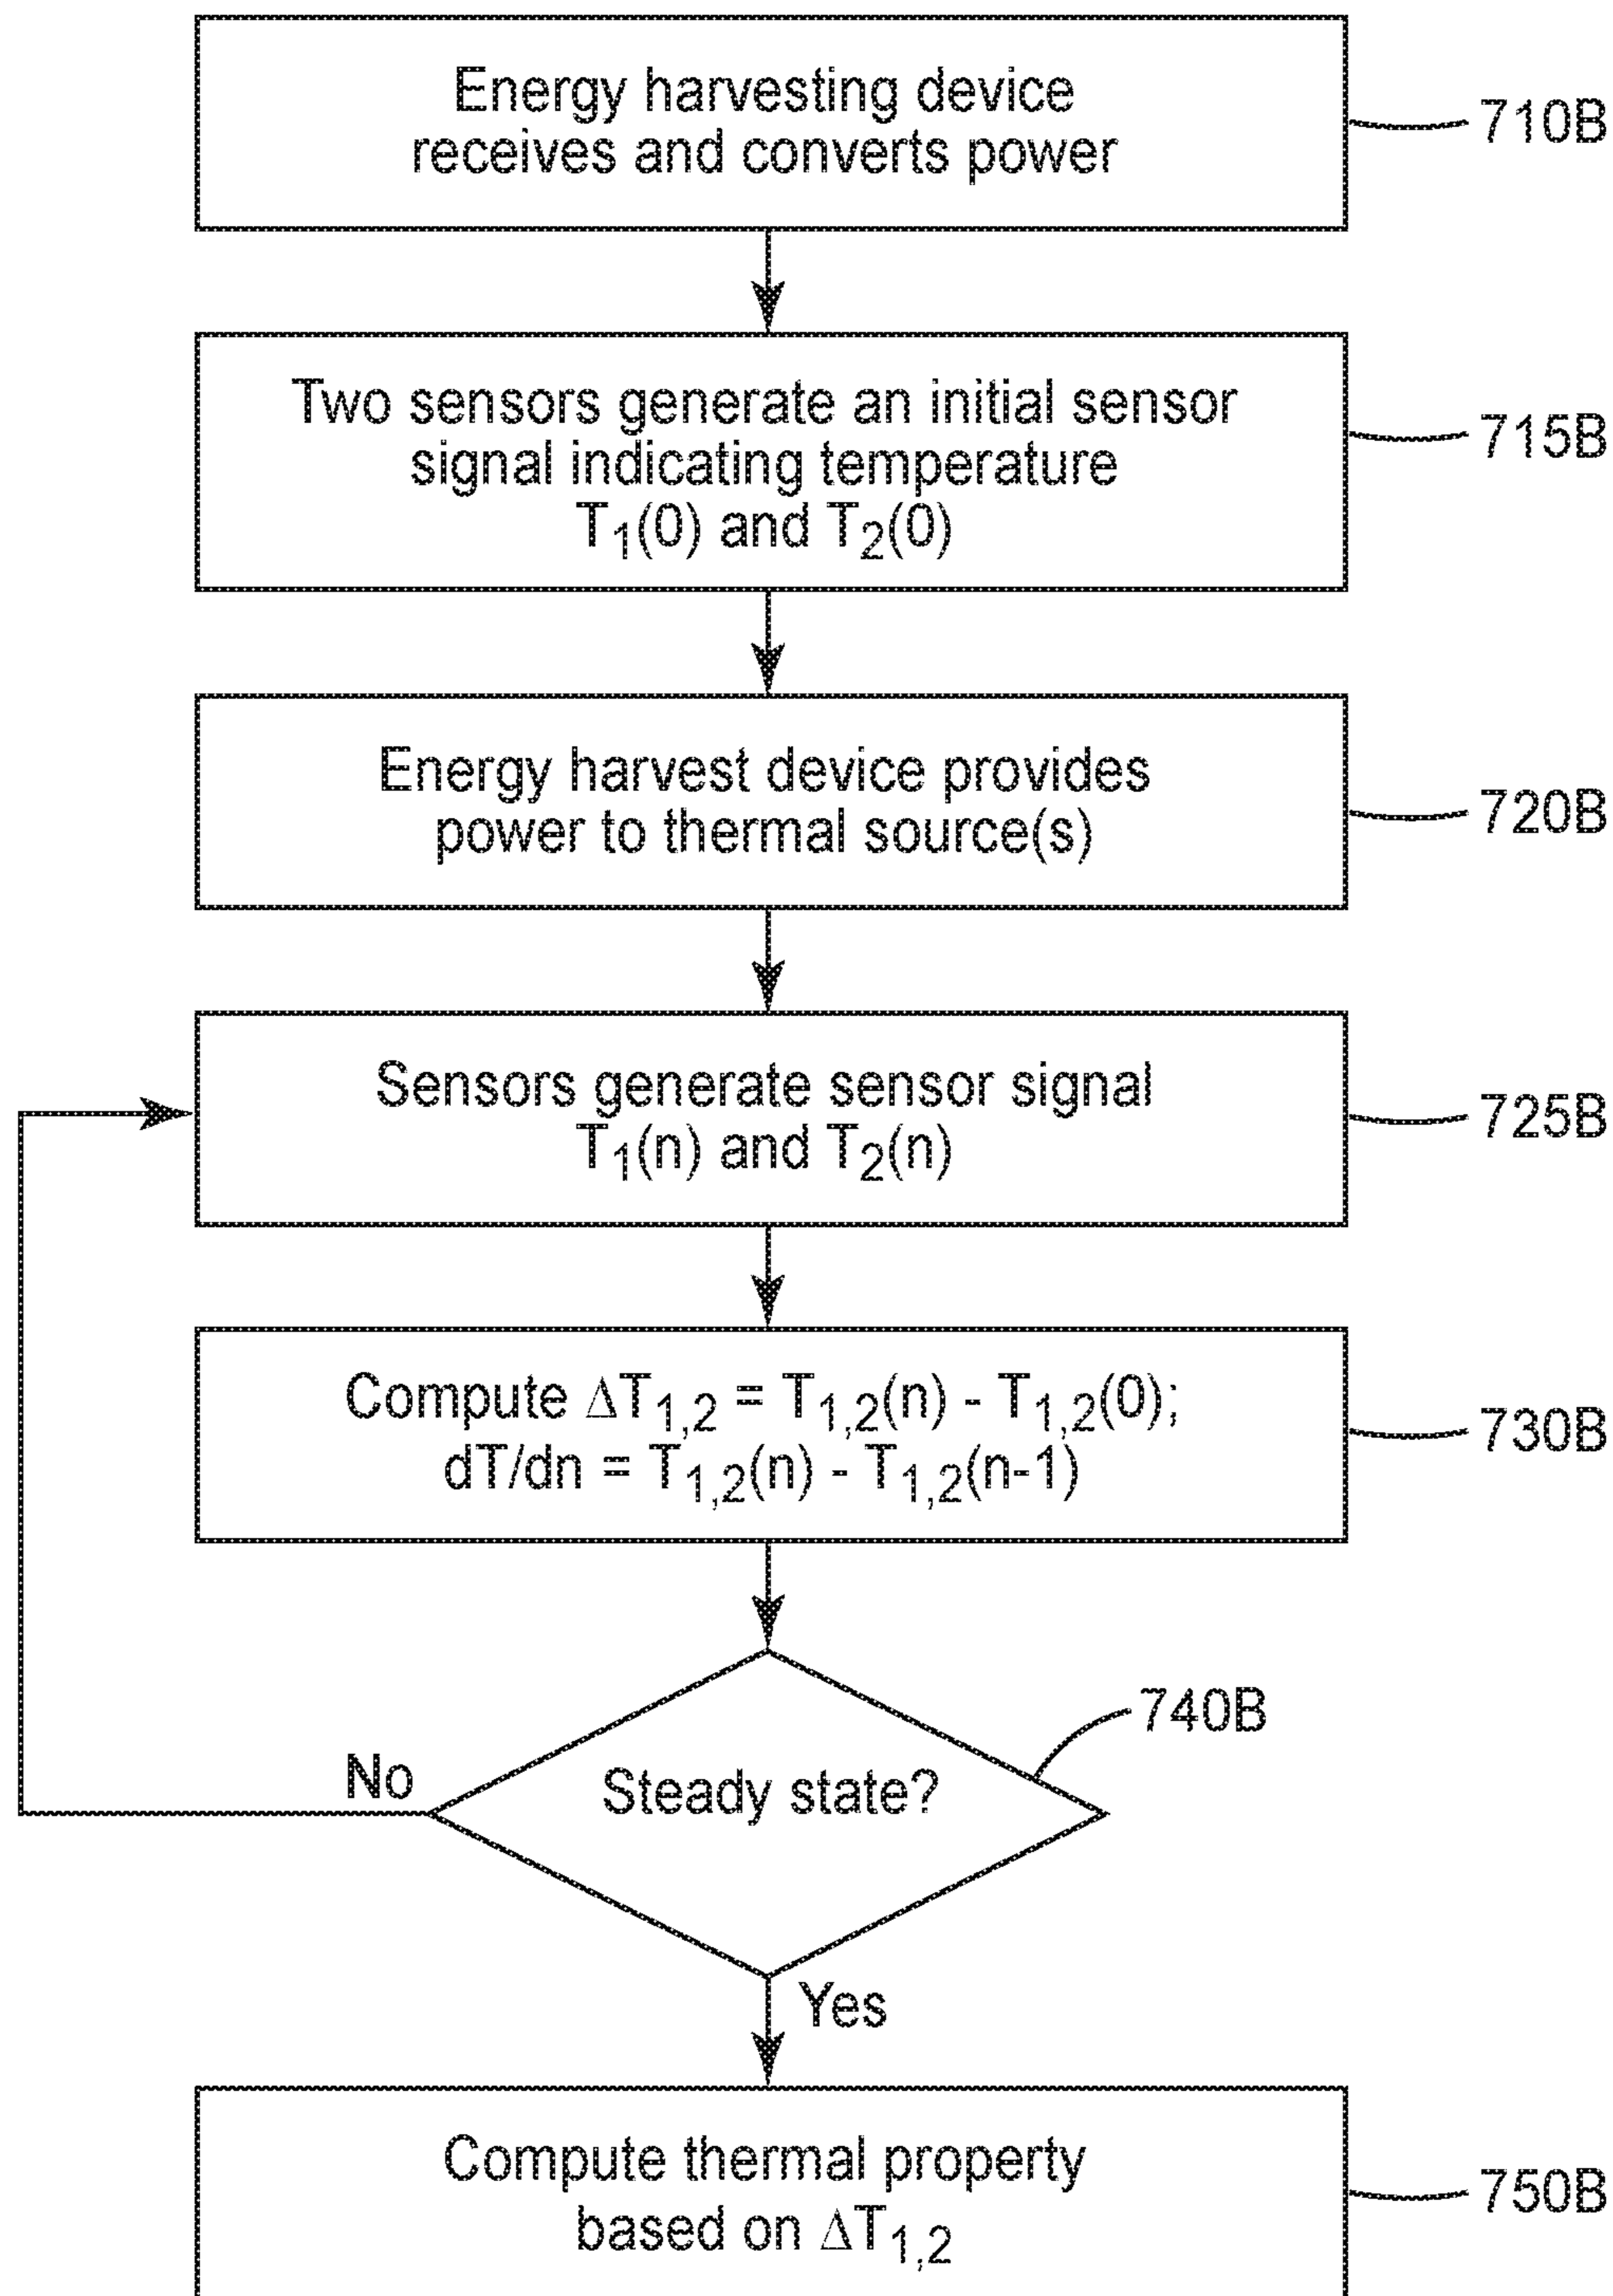 Energy harvesting device
receives and converts power
710B
Two sensors generate an initial sensor
signal indicating temperature
T₁(0) and T₂(0)
715B
Energy harvest device provides
power to thermal source(s)
720B
Sensors generate sensor signal
T₁(n) and T₂(n)
725B
Compute ΔT₁,₂ = T₁,₂(n) - T₁,₂(0);
dT/dn = T₁,₂(n) - T₁,₂(n-1)
730B
740B
No
Steady state?
Yes
Compute thermal property
based on ΔT₁,₂
750B